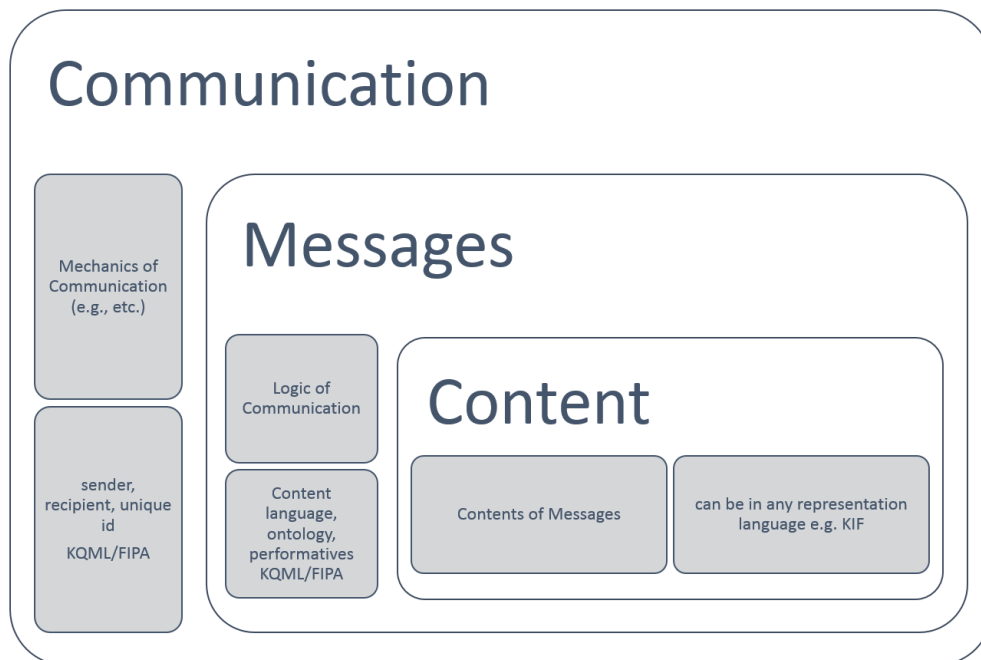 Communication
Mechanics of
Communication
(e.g., etc.)
sender,
recipient, unique
id
KQML/FIPA
Messages
Logic of
Communication
Content
language,
ontology,
performatives
KQML/FIPA
Content
Contents of Messages
can be in any representation
language e.g. KIF